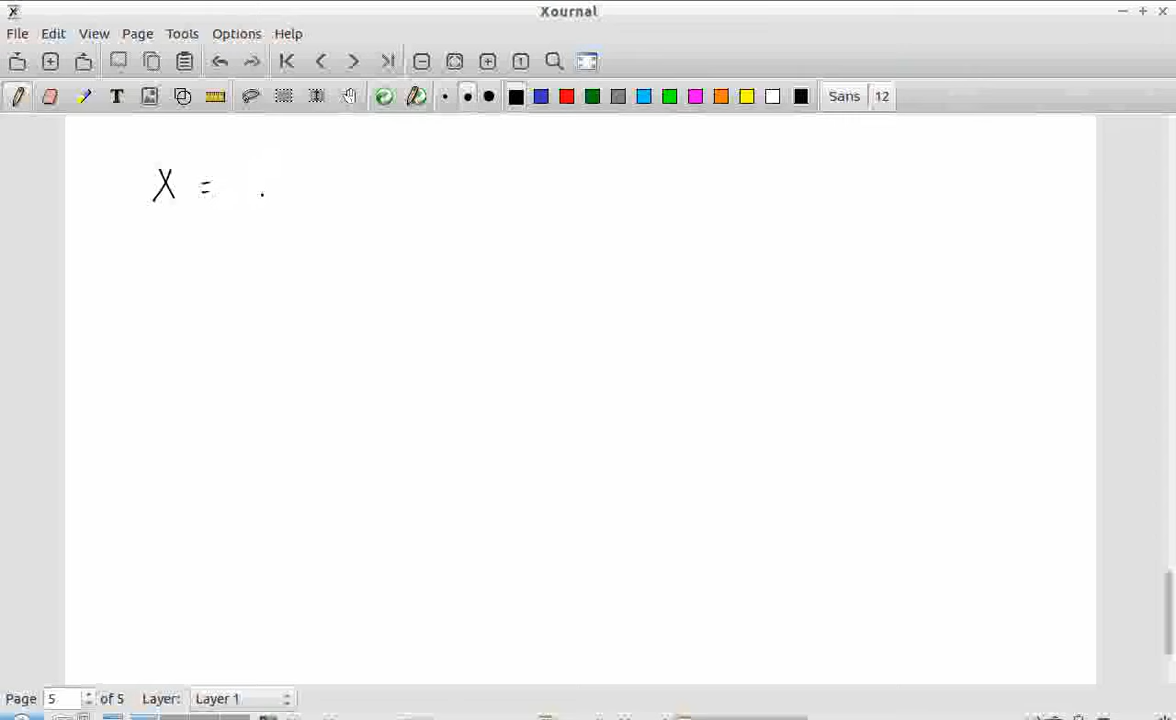 Xournal
File Edit View Page Tools Options Help
Sans 12
X = .
Page 5 of 5 Layer: Layer 1